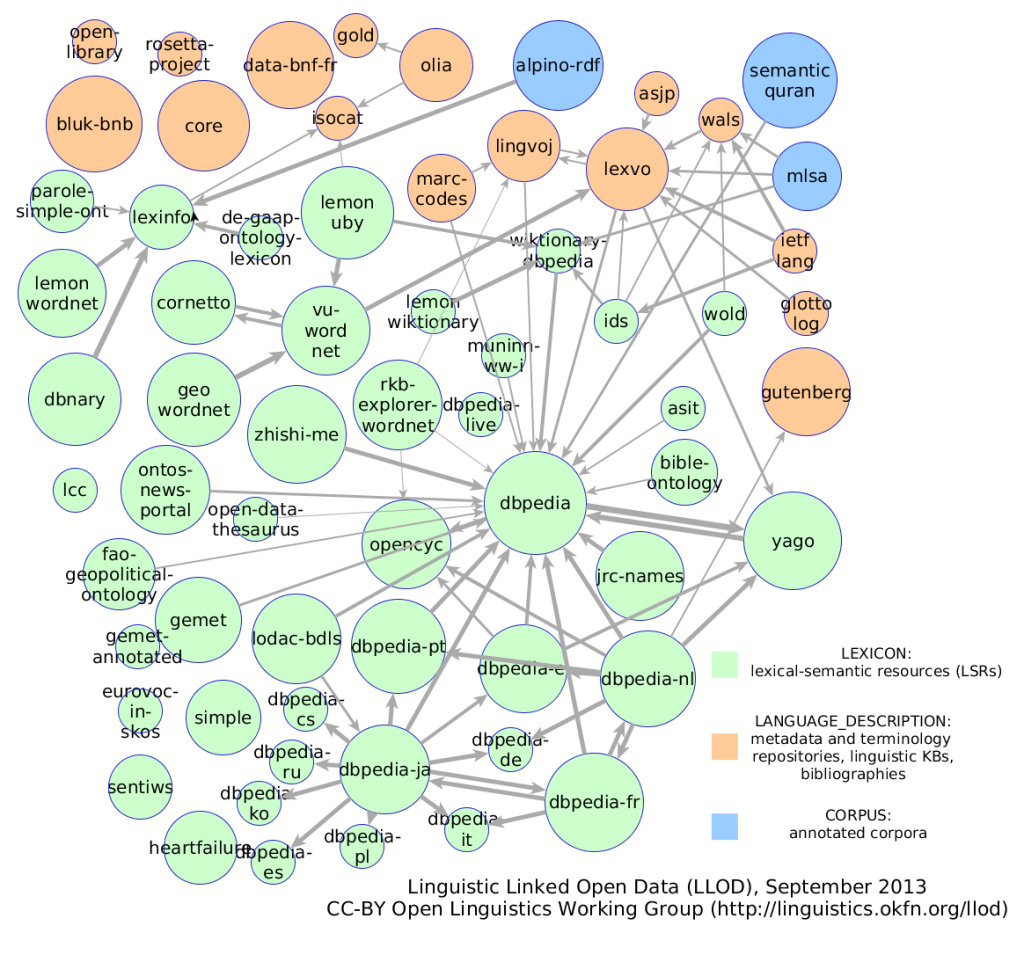 open-
library
rosetta-
project
data-bnf-fr
gold
olia
alpino-rdf
semantic
quran
bluk-bnb
core
isocat
asjp
wals
lingvoj
lexvo
mlsa
marc-
codes
parole-
simple-ont
lexinfo
de-gaap-
ontology-
lexicon
lemon
uby
wiktionary-
dbpedia
ietf
lang
lemon
wordnet
cornetto
vu-
word
net
lemon
wiktionary
ids
wold
glotto
log
muninn-
ww-i
dbnary
geo
wordnet
rkb-
explorer-
wordnet
dbpedia-
live
asit
gutenberg
zhishi-me
lcc
ontos-
news-
portal
open-data-
thesaurus
dbpedia
bible-
ontology
opencyc
yago
fao-
geopolitical-
ontology
jrc-names
gemet
gemet-
annotated
lodac-bdls
dbpedia-pt
dbpedia-nl
eurovoc-
in-
skos
simple
dbpedia-
cs
dbpedia-
ru
dbpedia-ja
dbpedia-
de
sentiws
dbpedia-
ko
dbpedia-fr
heartfailure
dbpedia-
es
dbpedia-
pl
dbpedia-
it
LEXICON:
lexical-semantic resources (LSRs)
LANGUAGE_DESCRIPTION:
metadata and terminology
repositories, linguistic KBs,
bibliographies
CORPUS:
annotated corpora
Linguistic Linked Open Data (LLOD), September 2013
CC-BY Open Linguistics Working Group (http://linguistics.okfn.org/llod)